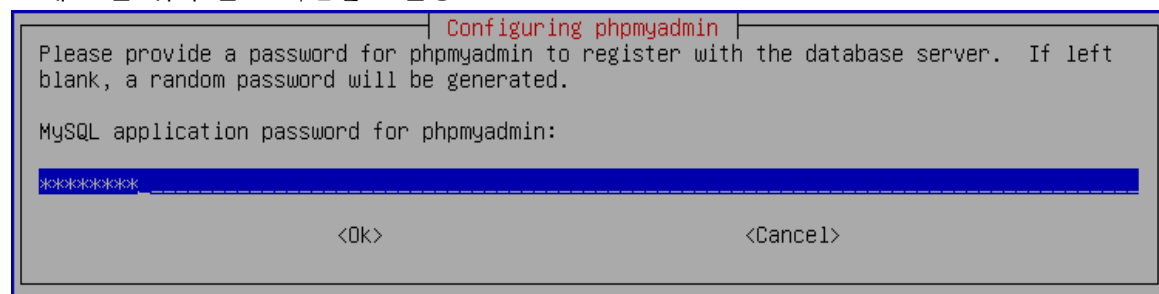 Configuring phpmyadmin
Please provide a password for phpmyadmin to register with the database server.  If left
blank, a random password will be generated.
MySQL application password for phpmyadmin:
********
<Ok>
<Cancel>